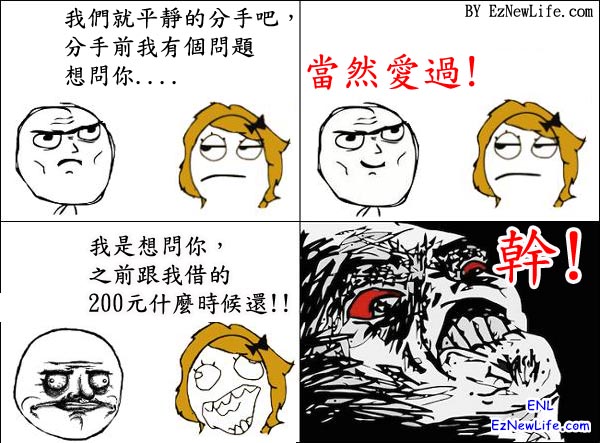 我們就平靜的分手吧，
分手前我有個問題
想問你....
BY EzNewLife.com
當然愛過!
我是想問你，
之前跟我借的
200元什麼時候還!!
幹!
ENL
EzNewLife.com